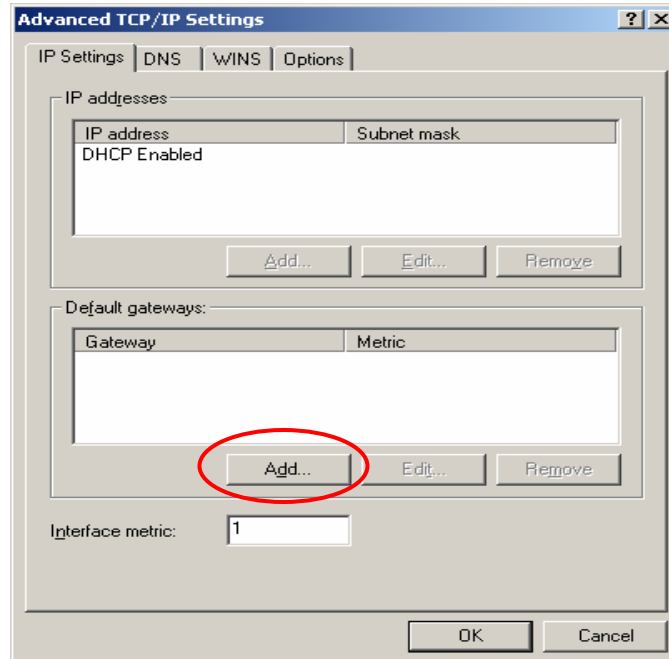 Advanced TCP/IP Settings
IP Settings DNS WINS Options
IP addresses
IP address Subnet mask
DHCP Enabled
Add... Edit... Remove
Default gateways:
Gateway Metric
Add... Edit... Remove
Interface metric: 1
OK Cancel